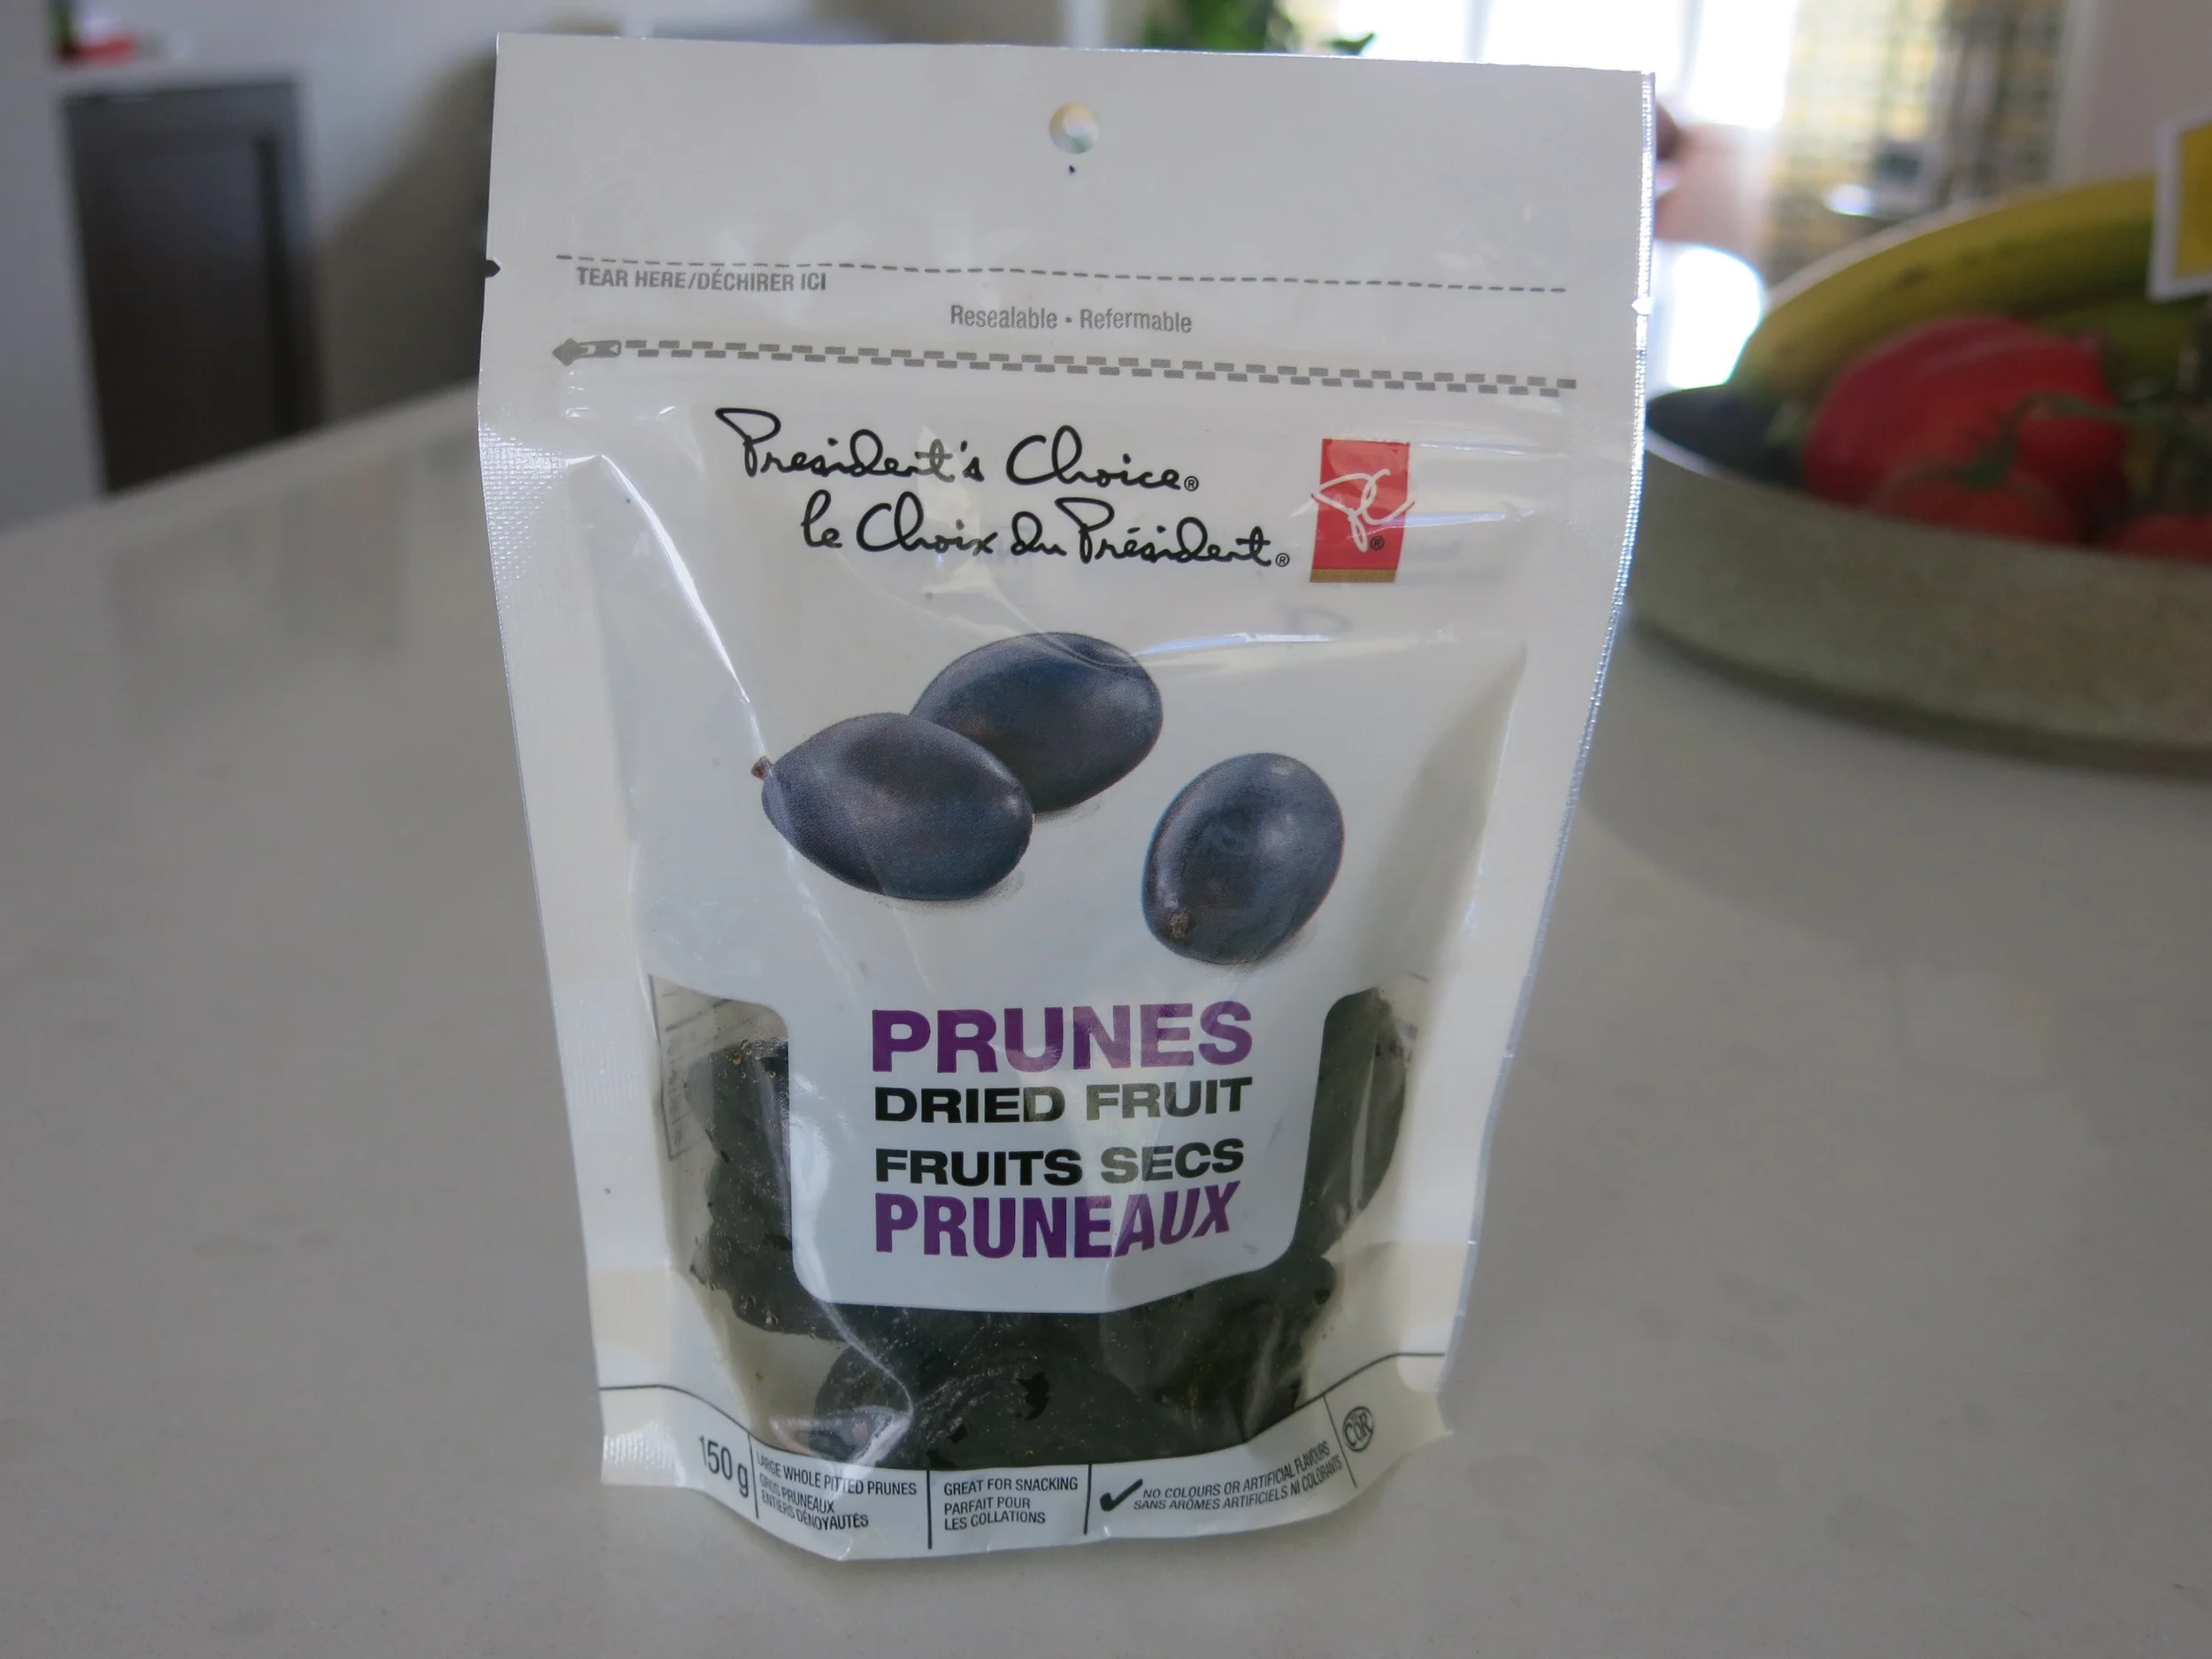 TEAR HERE/DÉCHIRER ICI
Resealable • Refermable
President's Choice®
le Choix du Président®
PC®
PRUNES
DRIED FRUIT
FRUITS SECS
PRUNEAUX
150 g
LARGE WHOLE PITTED PRUNES
GROS PRUNEAUX
ENTIERS DÉNOYAUTÉS
GREAT FOR SNACKING
PARFAIT POUR
LES COLLATIONS
NO COLOURS OR ARTIFICIAL FLAVOURS
SANS ARÔMES ARTIFICIELS NI COLORANTS
COR